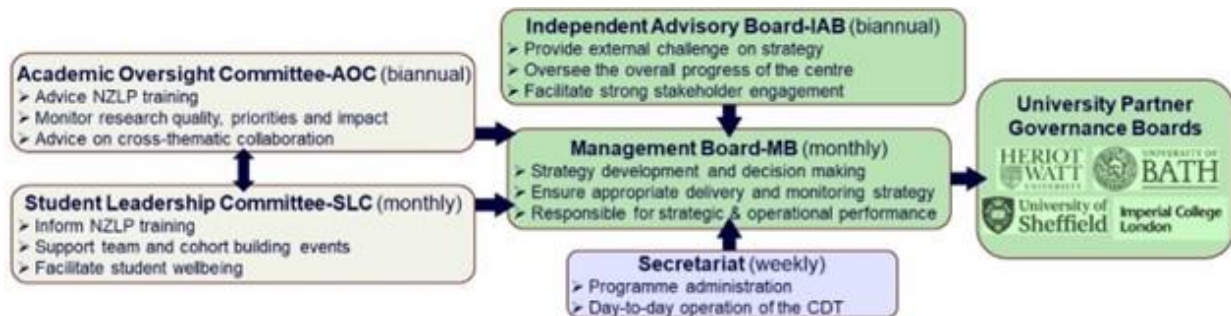 Independent Advisory Board-IAB (biannual)
➤ Provide external challenge on strategy
➤ Oversee the overall progress of the centre
➤ Facilitate strong stakeholder engagement
Academic Oversight Committee-AOC (biannual)
➤ Advice NZLP training
➤ Monitor research quality, priorities and impact
➤ Advice on cross-thematic collaboration
Student Leadership Committee-SLC (monthly)
➤ Inform NZLP training
➤ Support team and cohort building events
➤ Facilitate student wellbeing
Management Board-MB (monthly)
➤ Strategy development and decision making
➤ Ensure appropriate delivery and monitoring strategy
➤ Responsible for strategic & operational performance
Secretariat (weekly)
➤ Programme administration
➤ Day-to-day operation of the CDT
University Partner
Governance Boards
HERIOT
WATT
UNIVERSITY
UNIVERSITY OF
BATH
University of
Sheffield
Imperial College
London